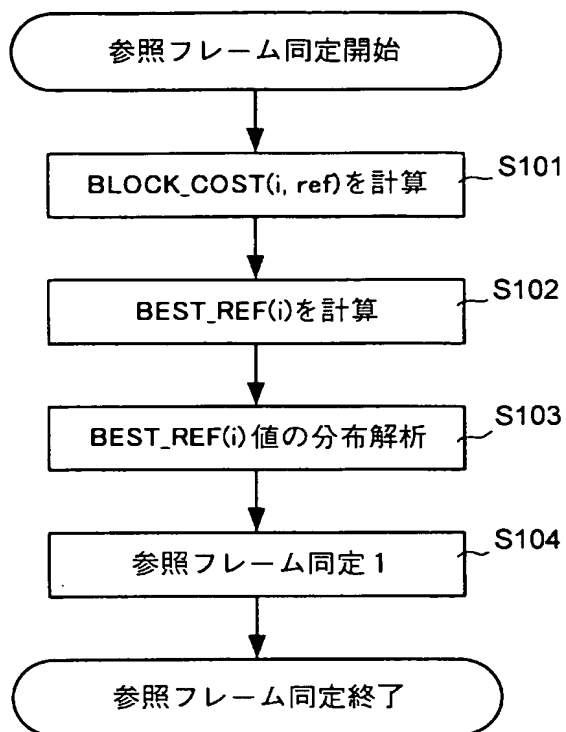 参照フレーム同定開始
BLOCK_COST(i, ref)を計算
S101
BEST_REF(i)を計算
S102
BEST_REF(i)値の分布解析
S103
参照フレーム同定1
S104
参照フレーム同定終了